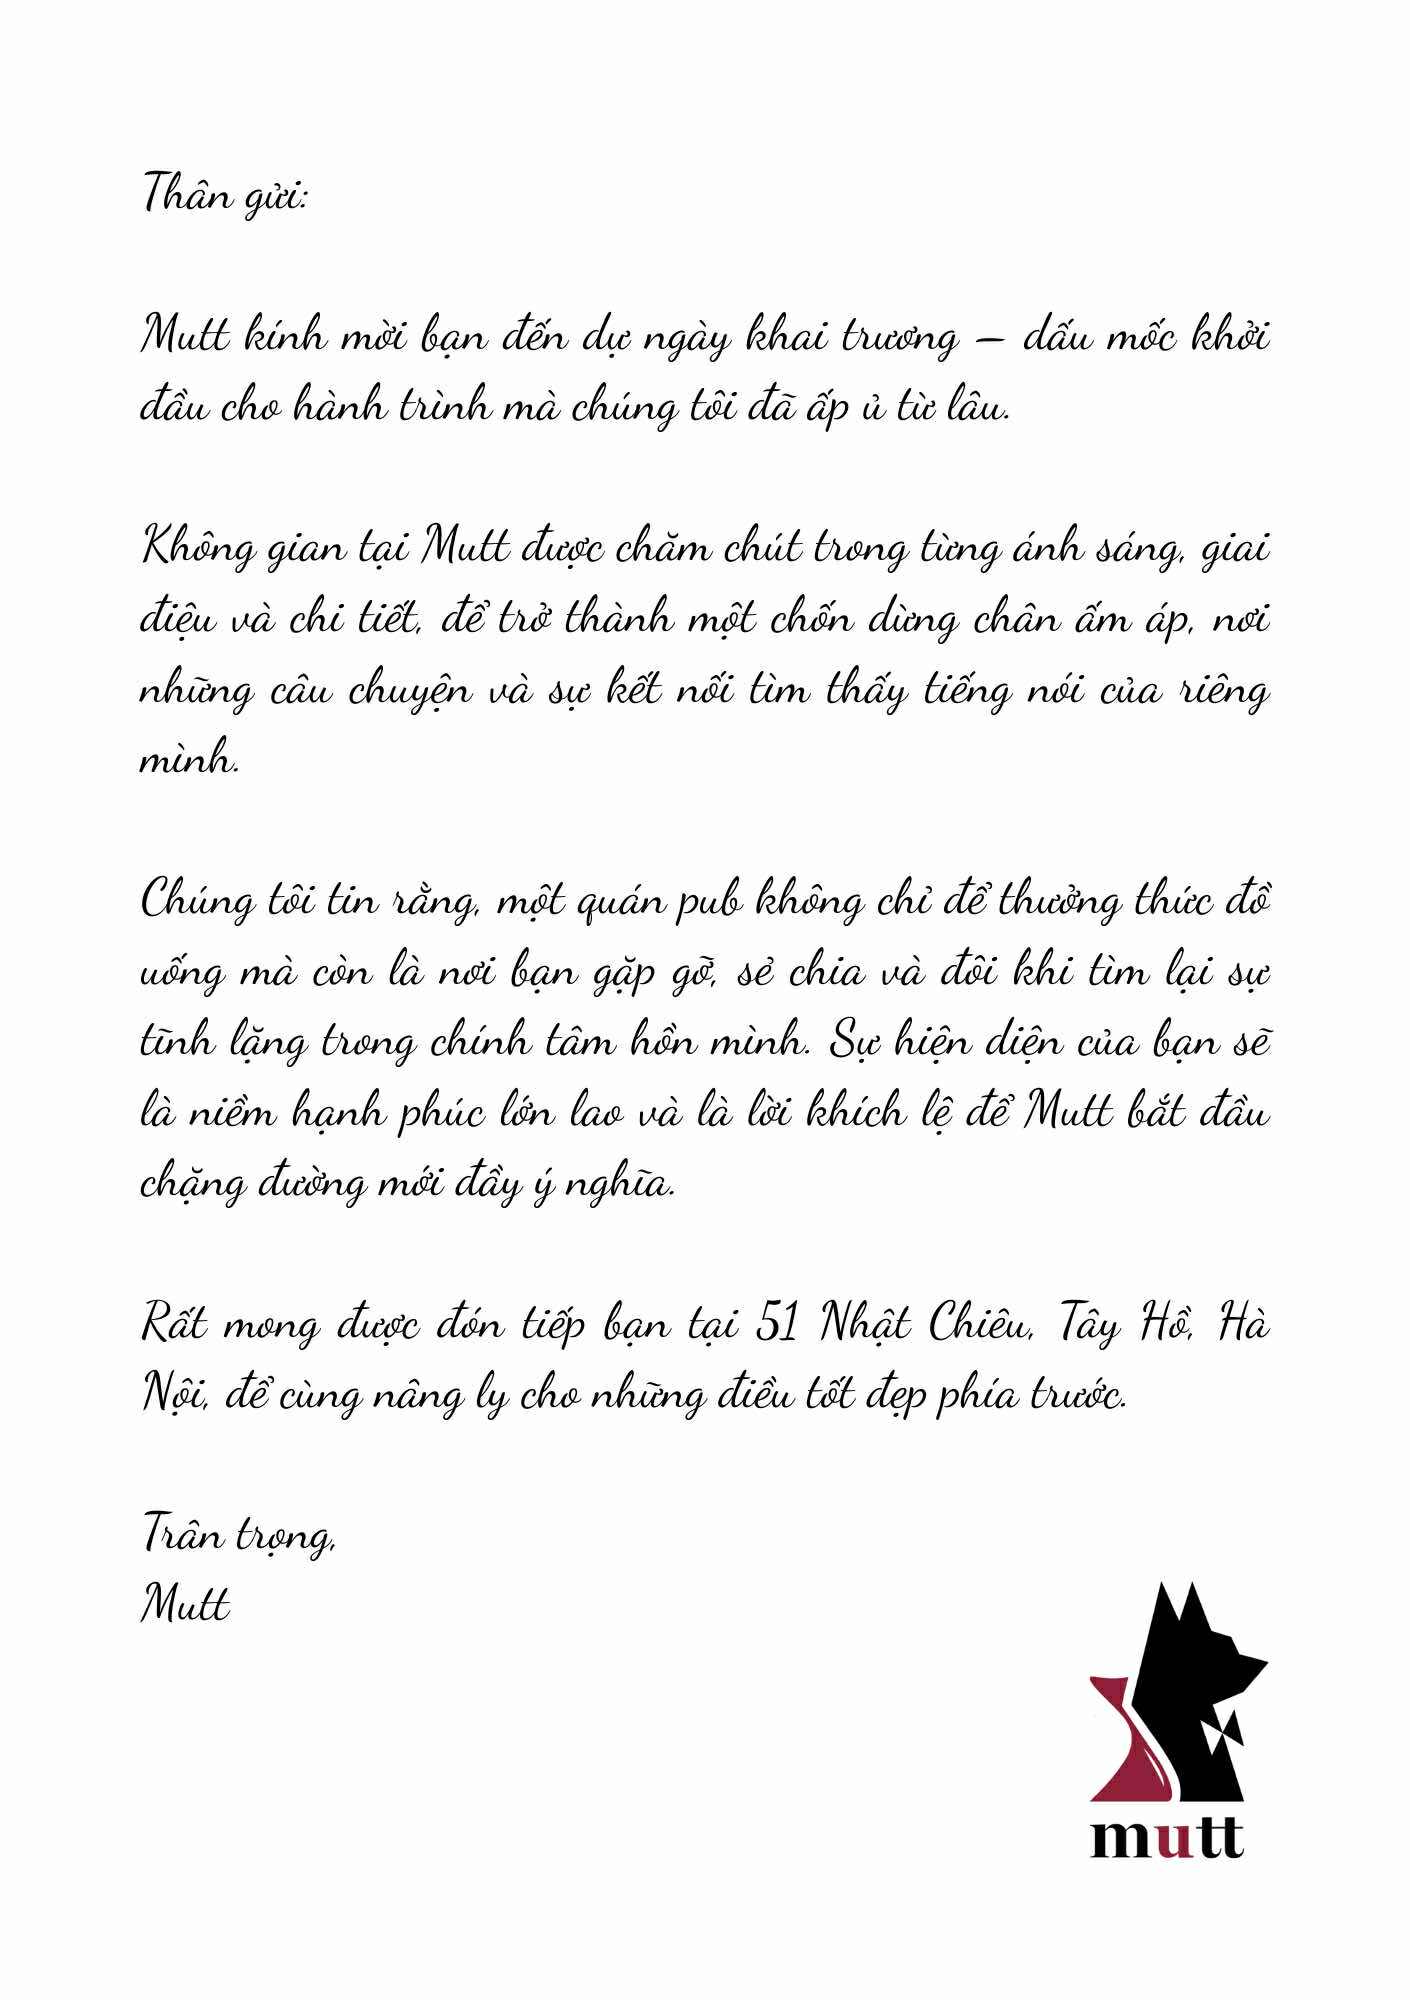 Thân gửi:
Mutt kính mời bạn đến dự ngày khai trương – dấu mốc khởi
đầu cho hành trình mà chúng tôi đã ấp ủ từ lâu.
Không gian tại Mutt được chăm chút trong từng ánh sáng, giai
điệu và chi tiết, để trở thành một chốn dừng chân ấm áp, nơi
những câu chuyện và sự kết nối tìm thấy tiếng nói của riêng
mình.
Chúng tôi tin rằng, một quán pub không chỉ để thưởng thức đồ
uống mà còn là nơi bạn gặp gỡ, sẻ chia và đôi khi tìm lại sự
tĩnh lặng trong chính tâm hồn mình. Sự hiện diện của bạn sẽ
là niềm hạnh phúc lớn lao và là lời khích lệ để Mutt bắt đầu
chặng đường mới đầy ý nghĩa.
Rất mong được đón tiếp bạn tại 51 Nhật Chiêu, Tây Hồ, Hà
Nội, để cùng nâng ly cho những điều tốt đẹp phía trước.
Trân trọng,
Mutt
mutt